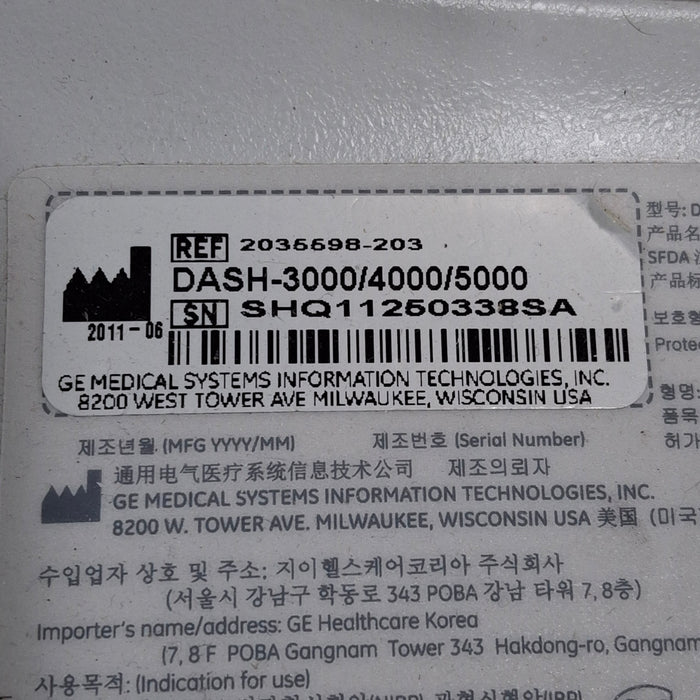 REF 2035598-203
DASH-3000/4000/5000
SN SHQ11250338SA
2011-06
GE MEDICAL SYSTEMS INFORMATION TECHNOLOGIES, INC.
8200 WEST TOWER AVE MILWAUKEE, WISCONSIN USA
型号: D
产品名
SFDA
产品标
보호형
Protec
형명:
품목
허가
제조년월 (MFG YYYY/MM) 제조번호 (Serial Number)
通用电气医疗系统信息技术公司 제조의뢰자
GE MEDICAL SYSTEMS INFORMATION TECHNOLOGIES, INC.
8200 W. TOWER AVE. MILWAUKEE, WISCONSIN USA 美国 (미국
수입업자 상호 및 주소: 지이헬스케어코리아 주식회사
(서울시 강남구 학동로 343 POBA 강남 타워 7, 8층)
Importer's name/address: GE Healthcare Korea
(7, 8 F POBA Gangnam Tower 343 Hakdong-ro, Gangnam
사용목적: (Indication for use)